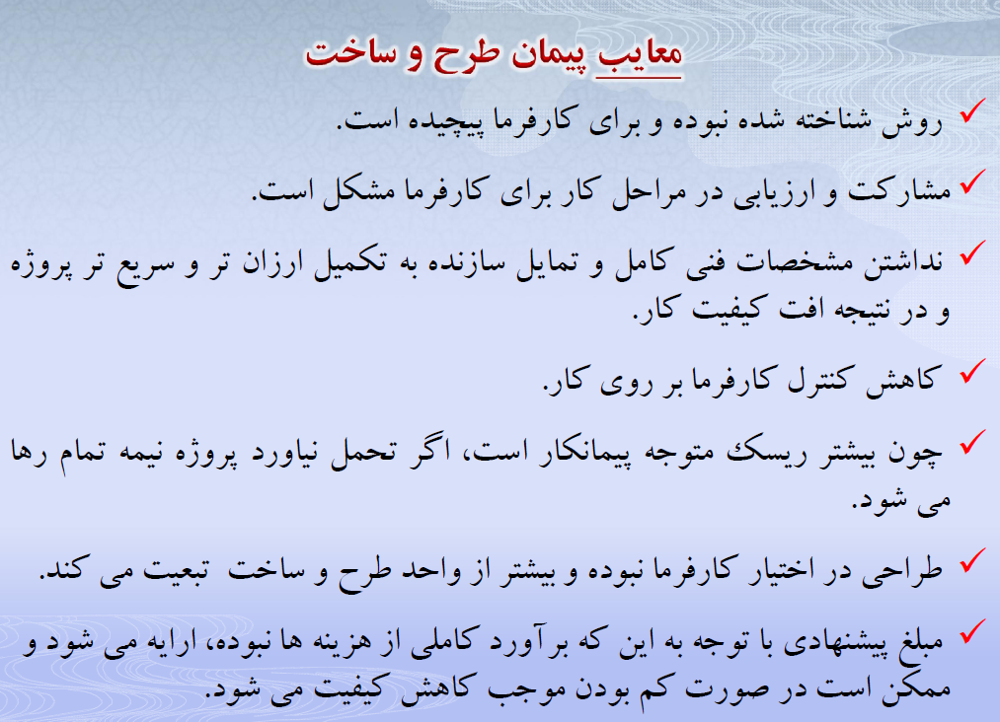 معایب پیمان طرح و ساخت
روش شناخته شده نبوده و برای کارفرما پیچیده است.
مشارکت و ارزیابی در مراحل کار برای کارفرما مشکل است.
نداشتن مشخصات فنی کامل و تمایل سازنده به تکمیل ارزان تر و سریع تر پروژه
و در نتیجه افت کیفیت کار.
کاهش کنترل کارفرما بر روی کار.
چون بیشتر ریسک متوجه پیمانکار است، اگر تحمل نیاورد پروژه نیمه تمام رها
می شود.
طراحی در اختیار کارفرما نبوده و بیشتر از واحد طرح و ساخت تبعیت می کند.
مبلغ پیشنهادی با توجه به این که برآورد کاملی از هزینه ها نبوده، ارایه می شود و
ممکن است در صورت کم بودن موجب کاهش کیفیت می شود.